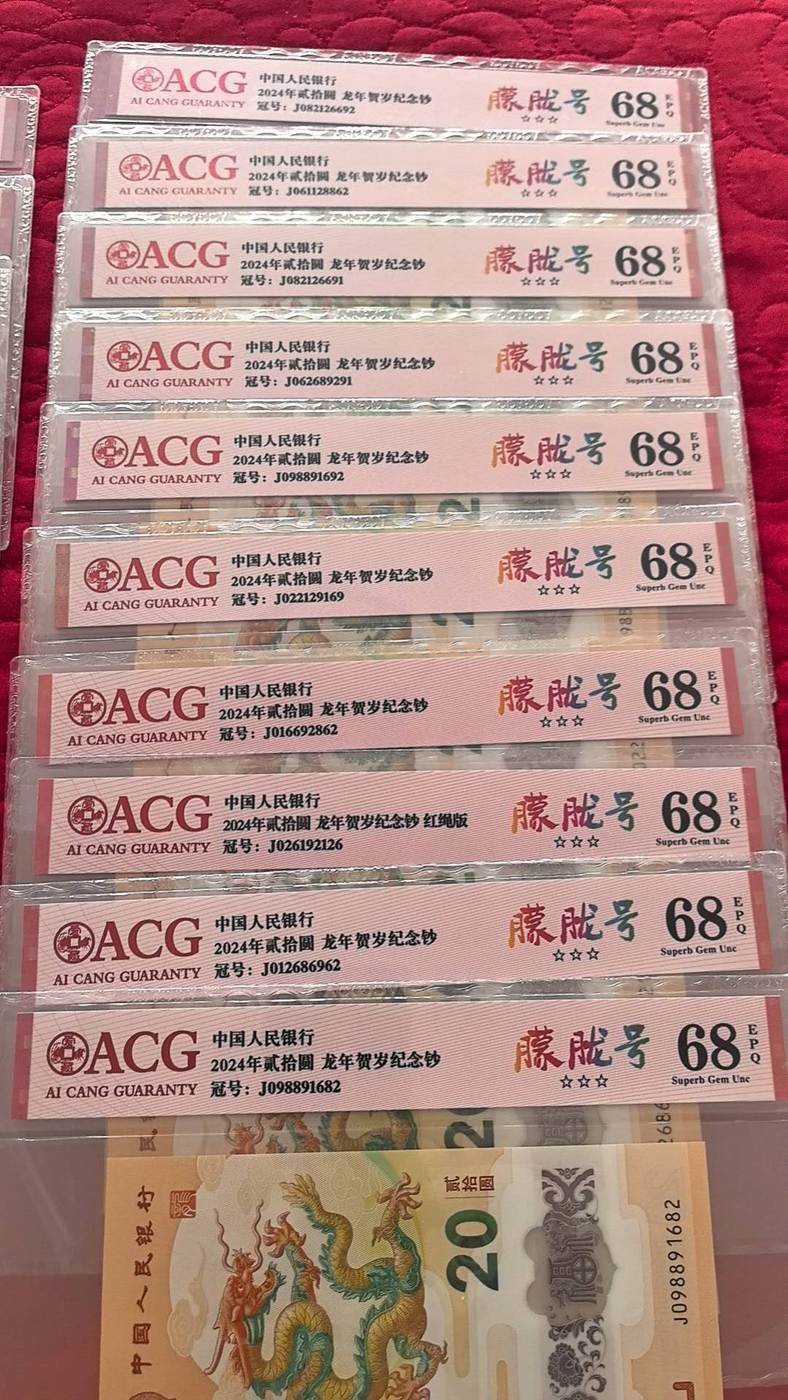 ACG
AI CANG GUARANTY
中国人民银行
2024年贰拾圆 龙年贺岁纪念钞
冠号：J082126692
朦胧号
☆☆☆
68
EPQ
Superb Gem Unc
ACG
AI CANG GUARANTY
中国人民银行
2024年贰拾圆 龙年贺岁纪念钞
冠号：J061128862
朦胧号
☆☆☆
68
EPQ
Superb Gem Unc
ACG
AI CANG GUARANTY
中国人民银行
2024年贰拾圆 龙年贺岁纪念钞
冠号：J082126691
朦胧号
☆☆☆
68
EPQ
Superb Gem Unc
ACG
AI CANG GUARANTY
中国人民银行
2024年贰拾圆 龙年贺岁纪念钞
冠号：J062689291
朦胧号
☆☆☆
68
EPQ
Superb Gem Unc
ACG
AI CANG GUARANTY
中国人民银行
2024年贰拾圆 龙年贺岁纪念钞
冠号：J098891692
朦胧号
☆☆☆
68
EPQ
Superb Gem Unc
ACG
AI CANG GUARANTY
中国人民银行
2024年贰拾圆 龙年贺岁纪念钞
冠号：J022129169
朦胧号
☆☆☆
68
EPQ
Superb Gem Unc
ACG
AI CANG GUARANTY
中国人民银行
2024年贰拾圆 龙年贺岁纪念钞
冠号：J016692862
朦胧号
☆☆☆
68
EPQ
Superb Gem Unc
ACG
AI CANG GUARANTY
中国人民银行
2024年贰拾圆 龙年贺岁纪念钞 红绳版
冠号：J026192126
朦胧号
☆☆☆
68
EPQ
Superb Gem Unc
ACG
AI CANG GUARANTY
中国人民银行
2024年贰拾圆 龙年贺岁纪念钞
冠号：J012686962
朦胧号
☆☆☆
68
EPQ
Superb Gem Unc
ACG
AI CANG GUARANTY
中国人民银行
2024年贰拾圆 龙年贺岁纪念钞
冠号：J098891682
朦胧号
☆☆☆
68
EPQ
Superb Gem Unc
中国人民银行
贰拾圆
20
福
J098891682